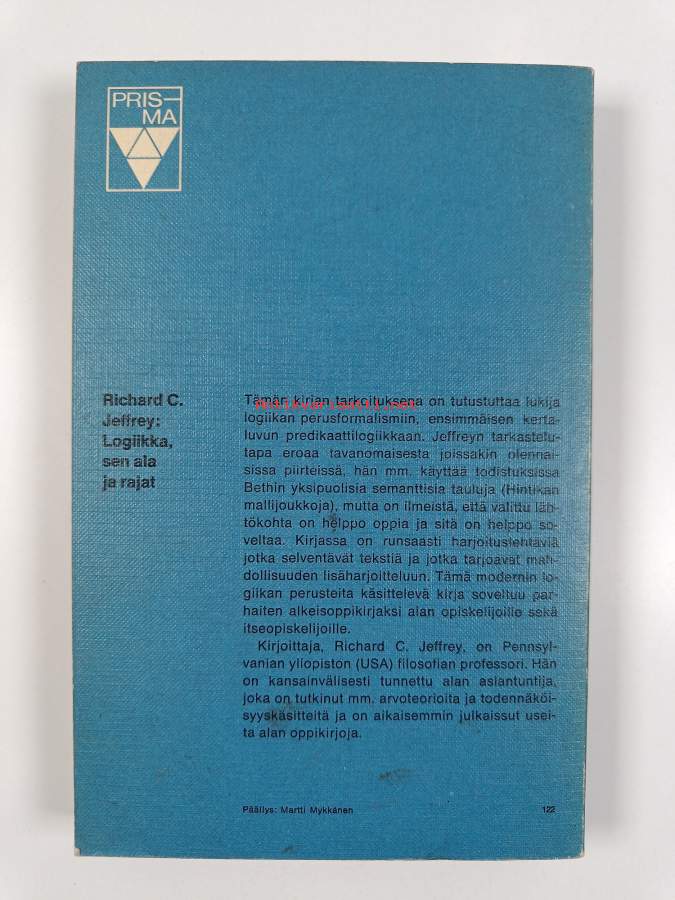 PRIS-
MA
Richard C.
Jeffrey:
Logiikka,
sen ala
ja rajat
Tämän kirjan tarkoituksena on tutustuttaa lukija
Antikvariaatti.net
logiikan perusformalismiin, ensimmäisen kerta-
luvun predikaattilogiikkaan. Jeffreyn tarkastelu-
tapa eroaa tavanomaisesta joissakin olennai-
sissa piirteissä, hän mm. käyttää todistuksissa
Bethin yksipuolisia semanttisia tauluja (Hintikan
mallijoukkoja), mutta on ilmeistä, että valittu läh-
tökohta on helppo oppia ja sitä on helppo so-
veltaa. Kirjassa on runsaasti harjoitustehtäviä
jotka selventävät tekstiä ja jotka tarjoavat mah-
dollisuuden lisäharjoitteluun. Tämä modernin lo-
giikan perusteita käsittelevä kirja soveltuu par-
haiten alkeisoppikirjaksi alan opiskelijoille sekä
itseopiskelijoille.
Kirjoittaja, Richard C. Jeffrey, on Pennsyl-
vanian yliopiston (USA) filosofian professori. Hän
on kansainvälisesti tunnettu alan asiantuntija,
joka on tutkinut mm. arvoteorioita ja todennäköi-
syyskäsitteitä ja on aikaisemmin julkaissut usei-
ta alan oppikirjoja.
Päällys: Martti Mykkänen
122